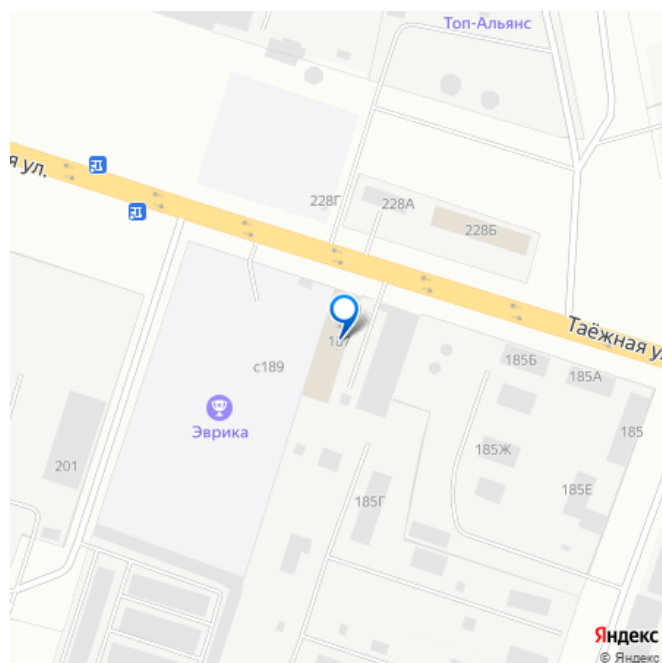 Топ-Альянс
я ул.
228Г
228А
228Б
Таёжная ул
187
185Б
с189
185А
Эврика
185
185Ж
201
185Е
185Г
Яндекс
© Яндекс